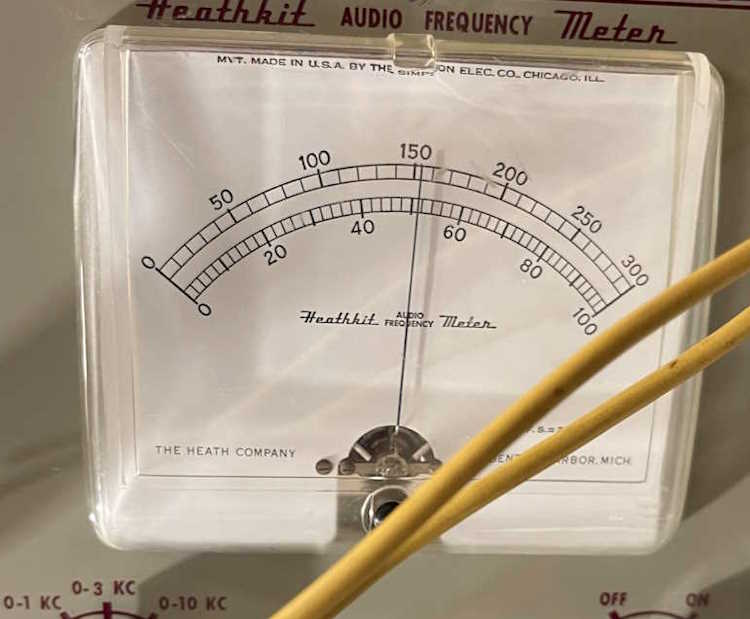 Heathkit AUDIO FREQUENCY Meter
MVT. MADE IN U.S.A. BY THE SIMPSON ELEC. CO., CHICAGO, ILL.
0 50 100 150 200 250 300
0 20 40 60 80 100
Heathkit AUDIO FREQUENCY Meter
THE HEATH COMPANY
ARBOR, MICH.
0-1 KC 0-3 KC 0-10 KC
OFF ON